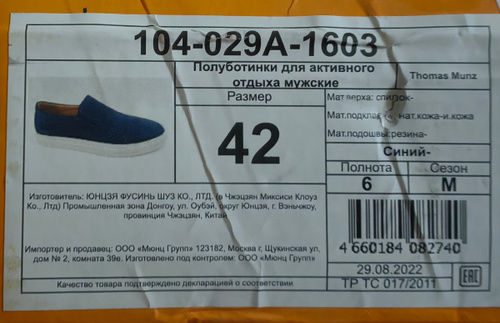 104-029A-1603
Полуботинки для активного
отдыха мужские
Thomas Munz
Размер
42
Мат.верха: спилок-
Мат.подклад нат.кожа-и.кожа
Мат.подошвы:резина-
Синий-
Полнота Сезон
6 М
Изготовитель: ЮНЦЗЯ ФУСИНЬ ШУЗ КО., ЛТД. (в Чжэцзян Миксиси Клоуз
Ко., Лтд) Промышленная зона Донгоу, ул. Оубэй, округ Юнцзя, г. Вэньчжоу,
провинция Чжэцзян, Китай
Импортер и продавец: ООО «Мюнц Групп» 123182, Москва г, Щукинская ул,
дом № 2, комната 39е. Изготовлено под контролем: ООО «Мюнц Групп»
Качество товара подтверждено декларацией о соответствии
4 660184 082740
29.08.2022
ТР ТС 017/2011
EAC